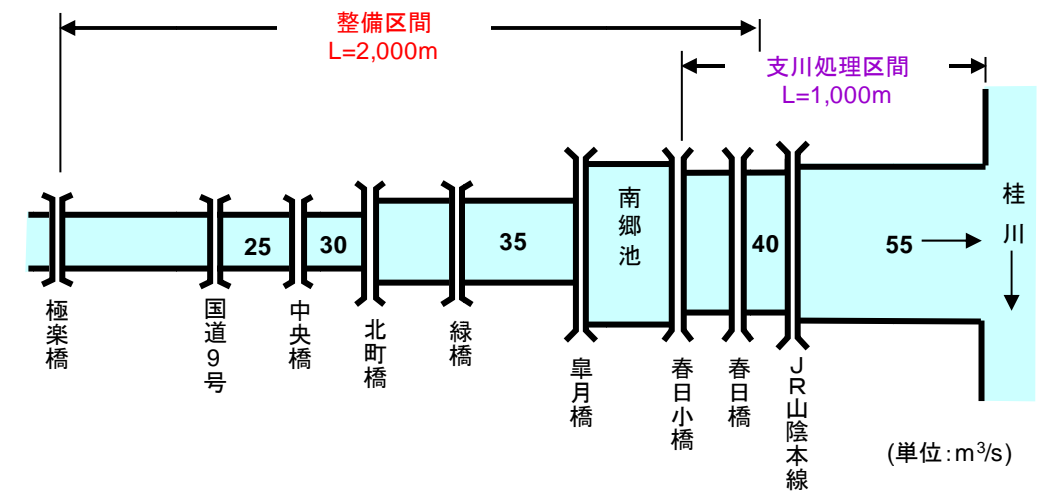 整備区間
L=2,000m
支川処理区間
L=1,000m
南郷池
桂川
25
30
35
40
55
極楽橋
国道9号
中央橋
北町橋
緑橋
皐月橋
春日小橋
春日橋
JR山陰本線
(単位:m³/s)